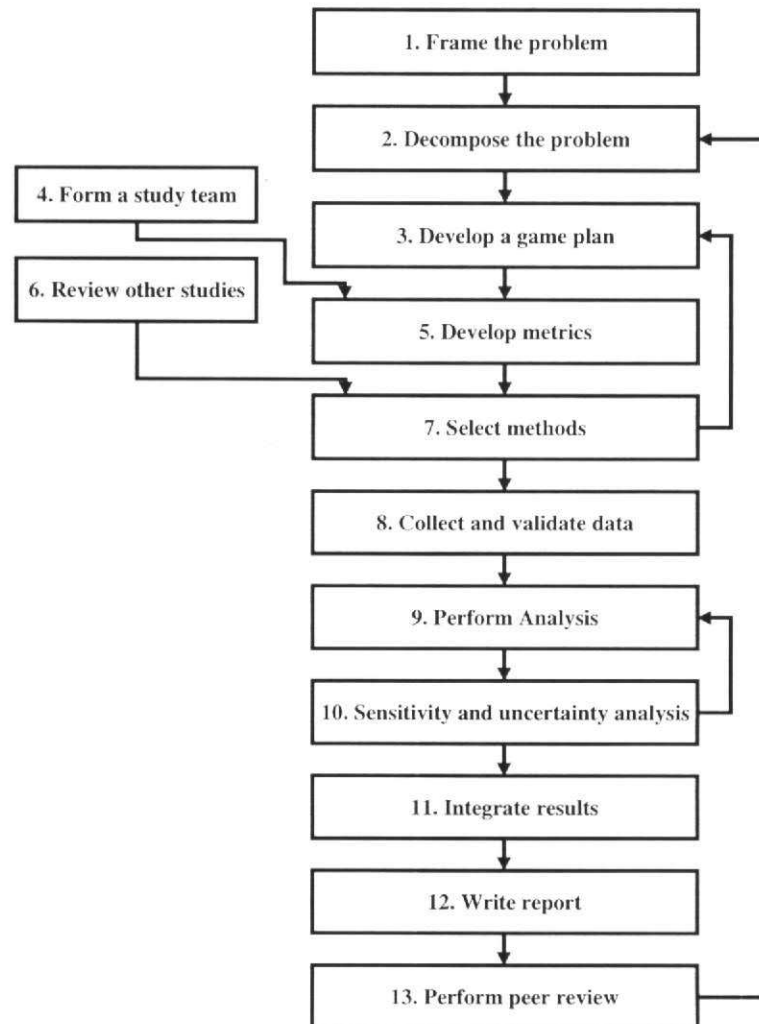 1. Frame the problem
2. Decompose the problem
4. Form a study team
3. Develop a game plan
6. Review other studies
5. Develop metrics
7. Select methods
8. Collect and validate data
9. Perform Analysis
10. Sensitivity and uncertainty analysis
11. Integrate results
12. Write report
13. Perform peer review